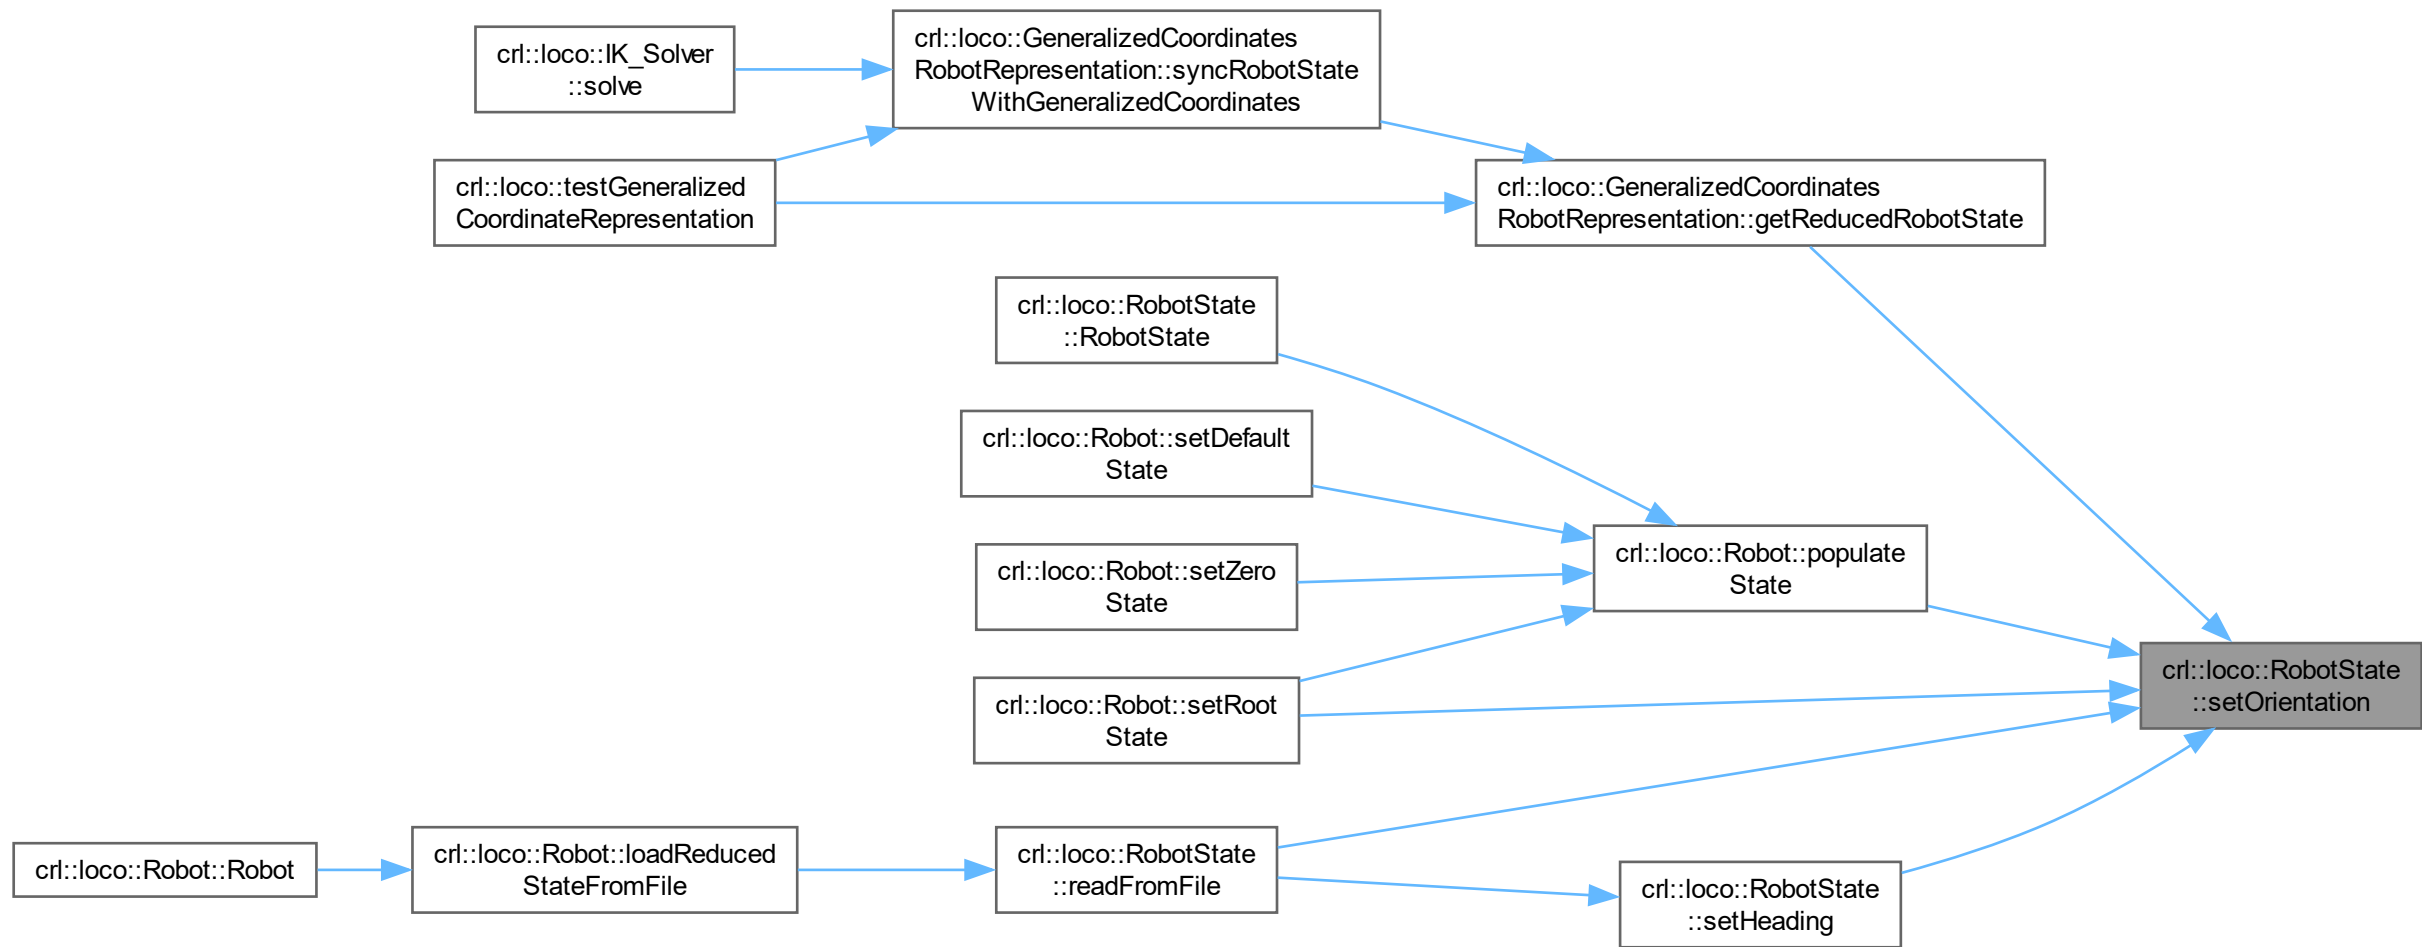 crl::loco::IK_Solver
::solve
crl::loco::GeneralizedCoordinates
RobotRepresentation::syncRobotState
WithGeneralizedCoordinates
crl::loco::testGeneralized
CoordinateRepresentation
crl::loco::GeneralizedCoordinates
RobotRepresentation::getReducedRobotState
crl::loco::RobotState
::RobotState
crl::loco::Robot::setDefault
State
crl::loco::Robot::setZero
State
crl::loco::Robot::populate
State
crl::loco::Robot::setRoot
State
crl::loco::RobotState
::setOrientation
crl::loco::Robot::Robot
crl::loco::Robot::loadReduced
StateFromFile
crl::loco::RobotState
::readFromFile
crl::loco::RobotState
::setHeading